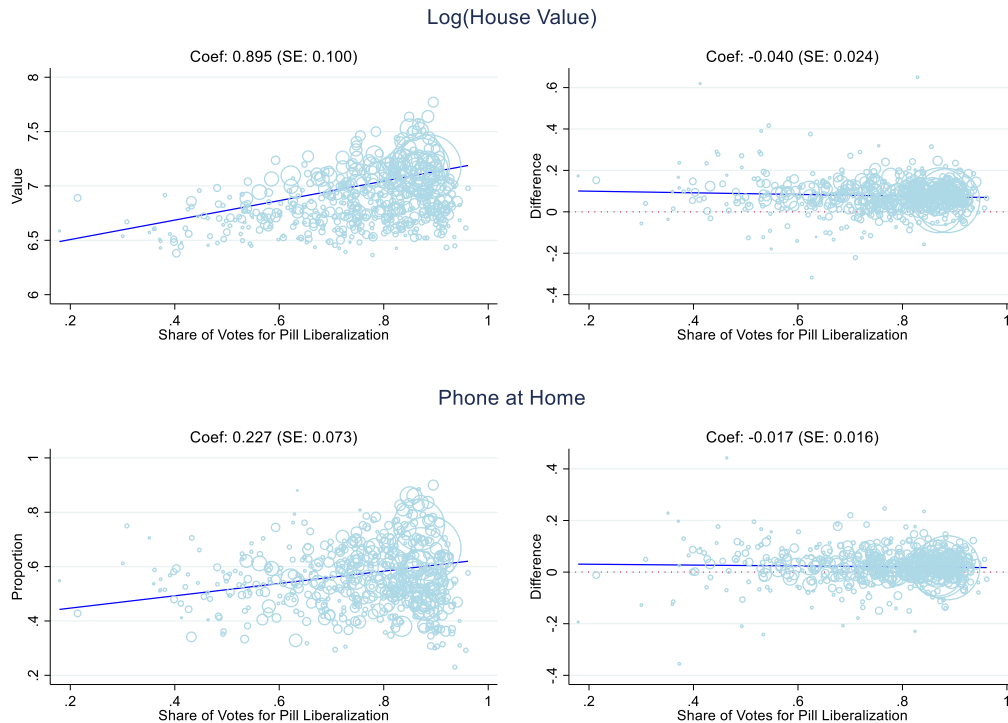 Log(House Value)
Coef: 0.895 (SE: 0.100)
Value
8
7.5
7
6.5
6
.2 .4 .6 .8 1
Share of Votes for Pill Liberalization
Coef: -0.040 (SE: 0.024)
Difference
.6
.4
.2
0
-.2
-.4
.2 .4 .6 .8 1
Share of Votes for Pill Liberalization
Phone at Home
Coef: 0.227 (SE: 0.073)
Proportion
1
.8
.6
.4
.2
.2 .4 .6 .8 1
Share of Votes for Pill Liberalization
Coef: -0.017 (SE: 0.016)
Difference
.4
.2
0
-.2
-.4
.2 .4 .6 .8 1
Share of Votes for Pill Liberalization